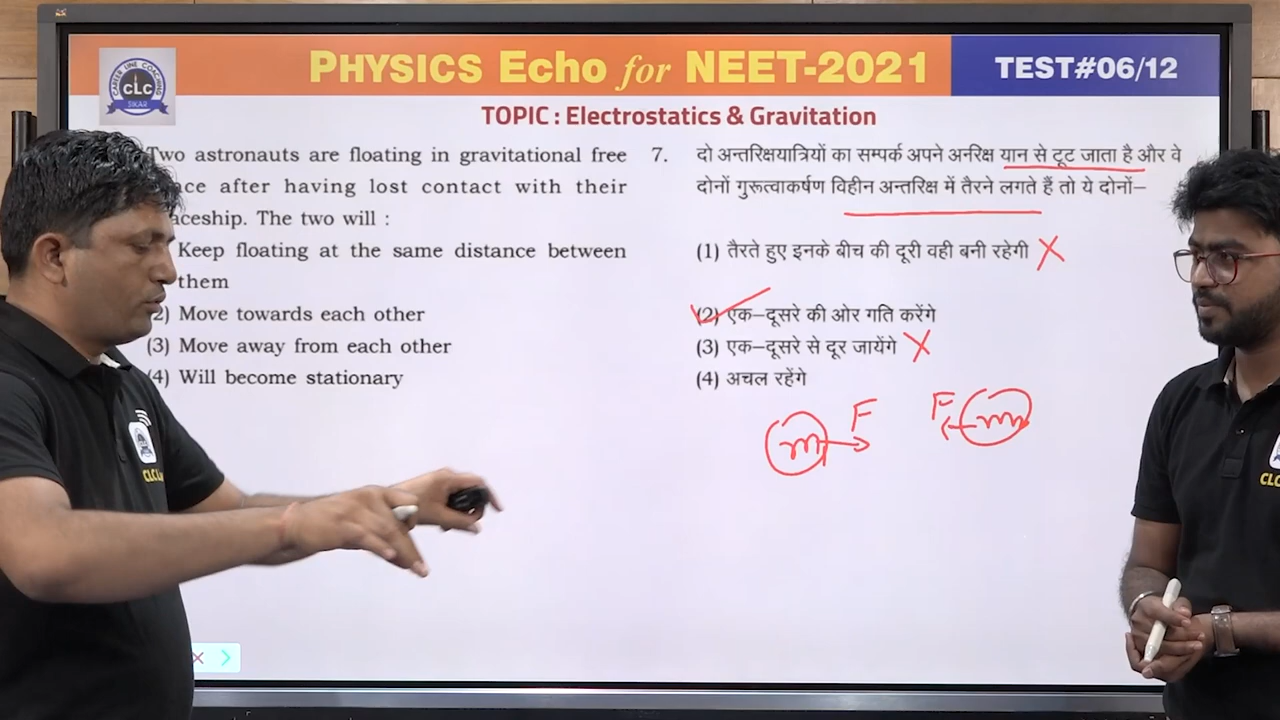 PHYSICS Echo for NEET-2021
TEST#06/12
CAREER LINE COACHING
CLC
SIKAR
TOPIC : Electrostatics & Gravitation
Two astronauts are floating in gravitational free
after having lost contact with their
The two will :
Keep floating at the same distance between
them
2) Move towards each other
(3) Move away from each other
(4) Will become stationary
7. दो अन्तरिक्षयात्रियों का सम्पर्क अपने अनरिक्ष यान से टूट जाता है और वे
दोनों गुरूत्वाकर्षण विहीन अन्तरिक्ष में तैरने लगते हैं तो ये दोनों–
(1) तैरते हुए इनके बीच की दूरी वही बनी रहेगी X
(2) एक–दूसरे की ओर गति करेंगे
(3) एक–दूसरे से दूर जायेंगे X
(4) अचल रहेंगे
m F F m
CLC